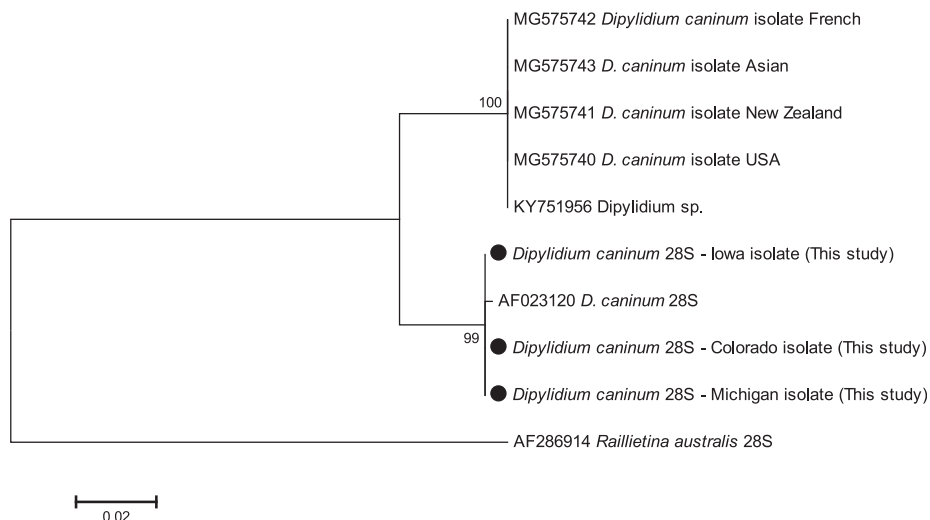 MG575742 Dipylidium caninum isolate French
MG575743 D. caninum isolate Asian
100
MG575741 D. caninum isolate New Zealand
MG575740 D. caninum isolate USA
KY751956 Dipylidium sp.
Dipylidium caninum 28S - Iowa isolate (This study)
AF023120 D. caninum 28S
99
Dipylidium caninum 28S - Colorado isolate (This study)
Dipylidium caninum 28S - Michigan isolate (This study)
AF286914 Raillietina australis 28S
0.02